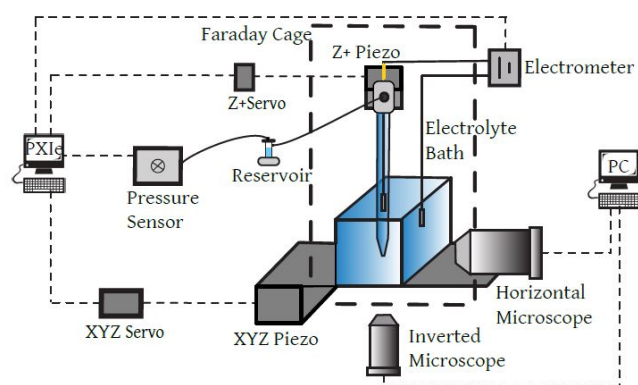 Faraday Cage
Z+ Piezo
Electrometer
Z+Servo
Electrolyte
Bath
PXIe
PC
Reservoir
Pressure
Sensor
Horizontal
Microscope
XYZ Servo
XYZ Piezo
Inverted
Microscope